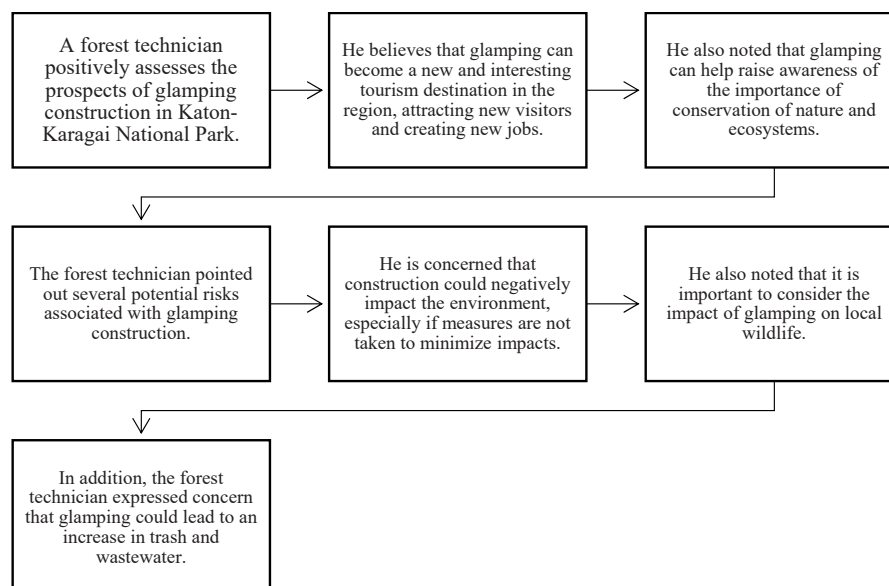 A forest technician
positively assesses the
prospects of glamping
construction in Katon-
Karagai National Park.
He believes that glamping can
become a new and interesting
tourism destination in the
region, attracting new visitors
and creating new jobs.
He also noted that glamping
can help raise awareness of
the importance of
conservation of nature and
ecosystems.
The forest technician pointed
out several potential risks
associated with glamping
construction.
He is concerned that
construction could negatively
impact the environment,
especially if measures are not
taken to minimize impacts.
He also noted that it is
important to consider the
impact of glamping on local
wildlife.
In addition, the forest
technician expressed concern
that glamping could lead to an
increase in trash and
wastewater.